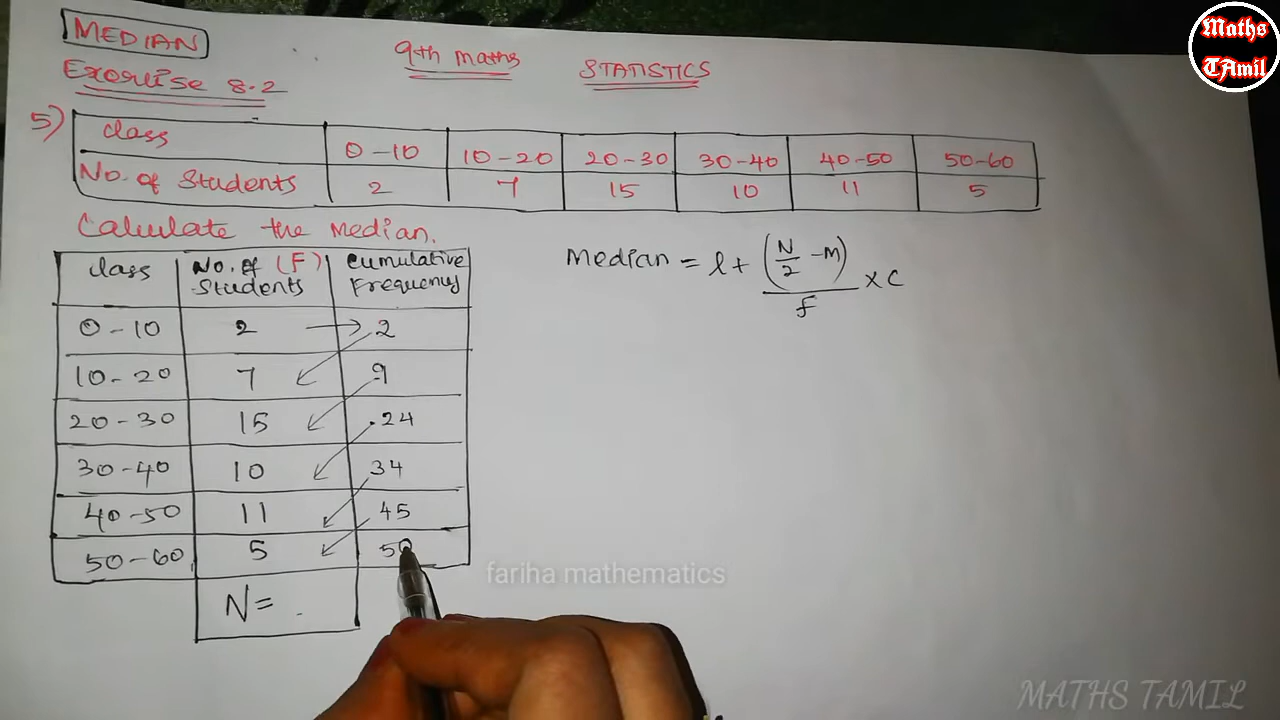 Maths
TAmil
MEDIAN
9th maths
STATISTICS
Exercise 8.2
5)
class 0-10 10-20 20-30 30-40 40-50 50-60
No. of Students 2 7 15 10 11 5
Calculate the Median.
class No. of (F) Students Cumulative Frequency
0-10 2 2
10-20 7 9
20-30 15 24
30-40 10 34
40-50 11 45
50-60 5 50
N=
Median = l + (N/2 - M)/f × C
fariha mathematics
MATHS TAMIL